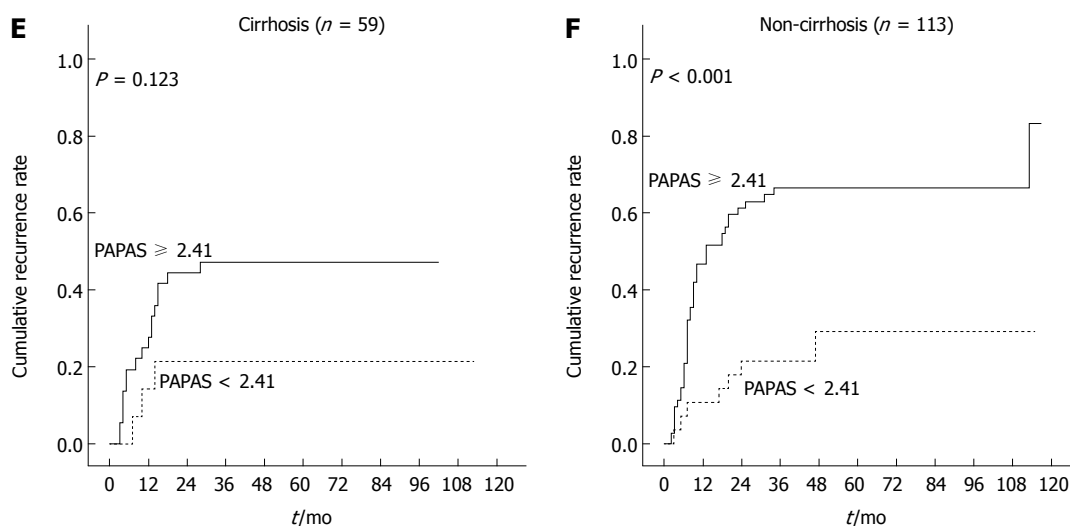 E
Cirrhosis (n = 59)
1.0
P = 0.123
0.8
0.6
PAPAS ⩾ 2.41
0.4
0.2
PAPAS < 2.41
0.0
Cumulative recurrence rate
0 12 24 36 48 60 72 84 96 108 120
t/mo
F
Non-cirrhosis (n = 113)
1.0
P < 0.001
0.8
PAPAS ⩾ 2.41
0.6
0.4
0.2
PAPAS < 2.41
0.0
Cumulative recurrence rate
0 12 24 36 48 60 72 84 96 108 120
t/mo